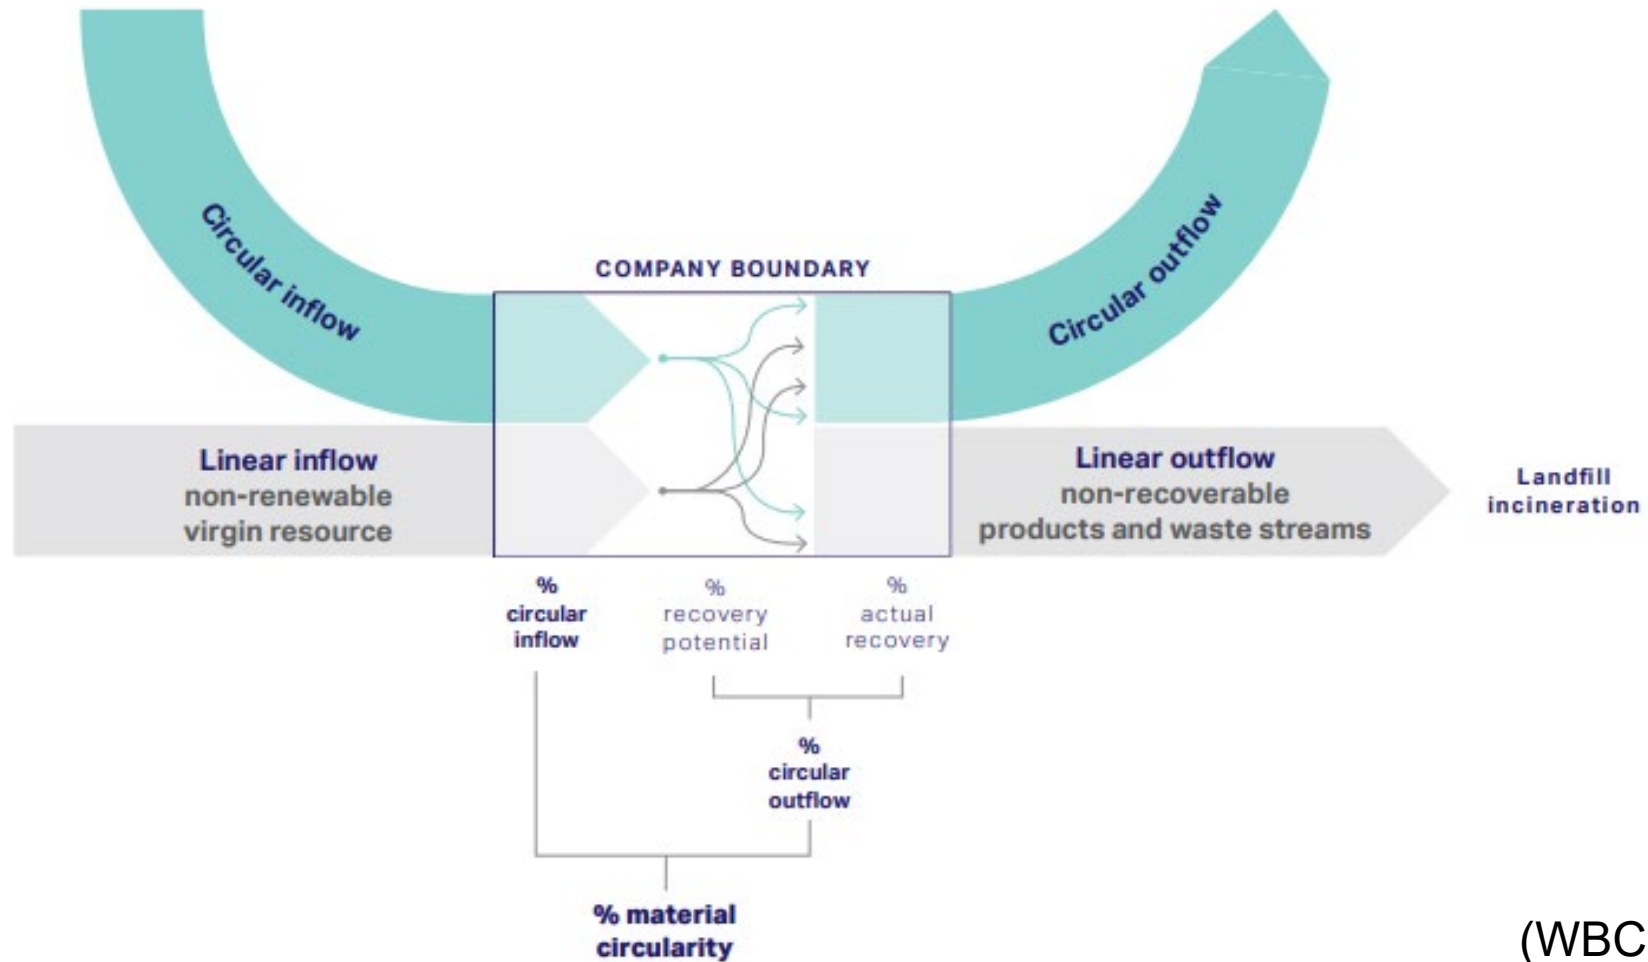 Circular inflow
COMPANY BOUNDARY
Circular outflow
Linear inflow
non-renewable
virgin resource
Linear outflow
non-recoverable
products and waste streams
Landfill
incineration
%
circular
inflow
%
recovery
potential
%
actual
recovery
%
circular
outflow
% material
circularity
(WBC